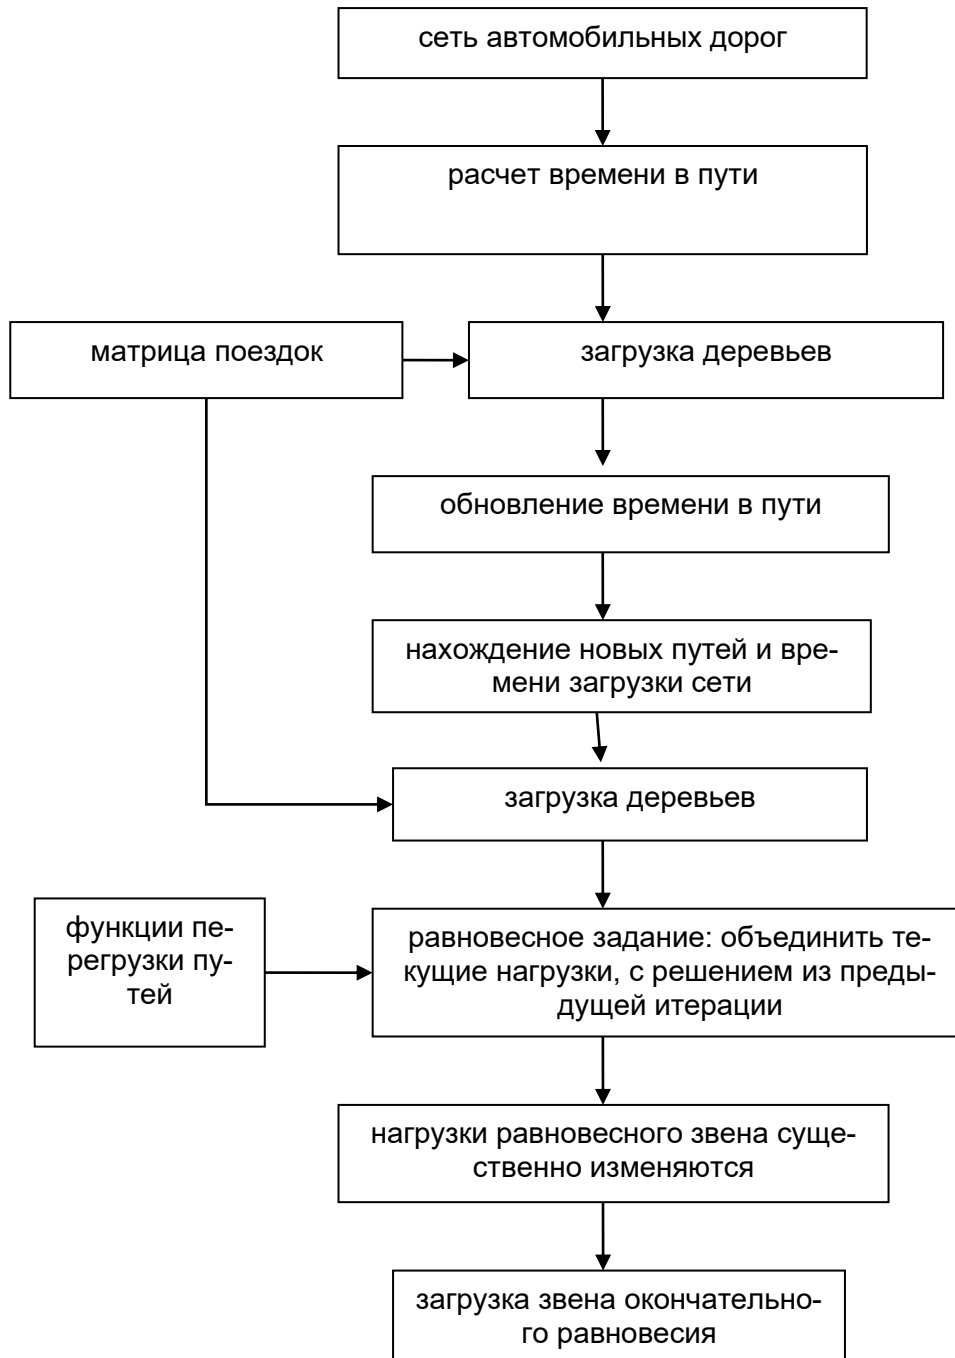 сеть автомобильных дорог
расчет времени в пути
матрица поездок
загрузка деревьев
обновление времени в пути
нахождение новых путей и вре-
мени загрузки сети
загрузка деревьев
функции пе-
регрузки пу-
тей
равновесное задание: объединить те-
кущие нагрузки, с решением из преды-
дущей итерации
нагрузки равновесного звена суще-
ственно изменяются
загрузка звена окончательно-
го равновесия